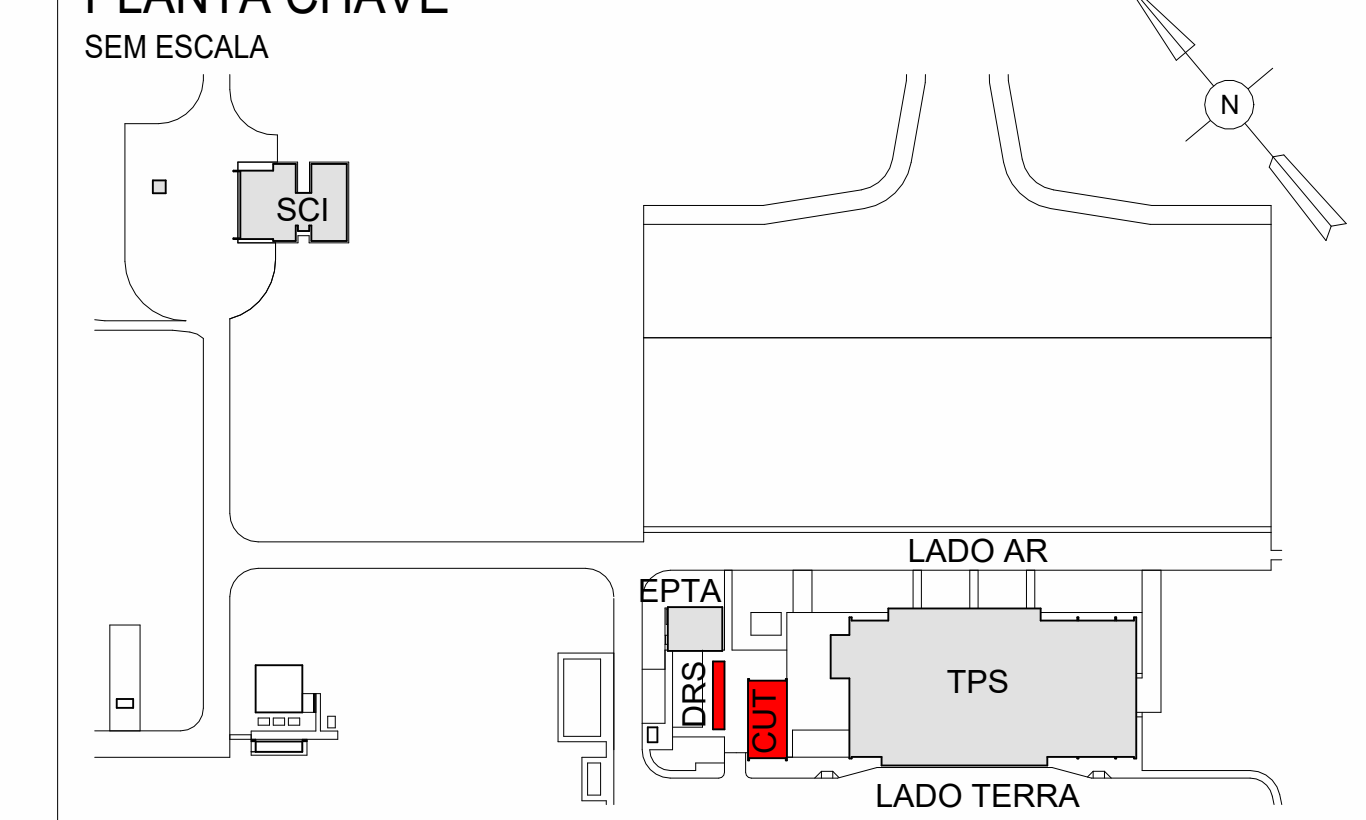 PLANTA CHAVE
SEM ESCALA
N
SCI
LADO AR
EPTA
DRS
CUT
TPS
LADO TERRA